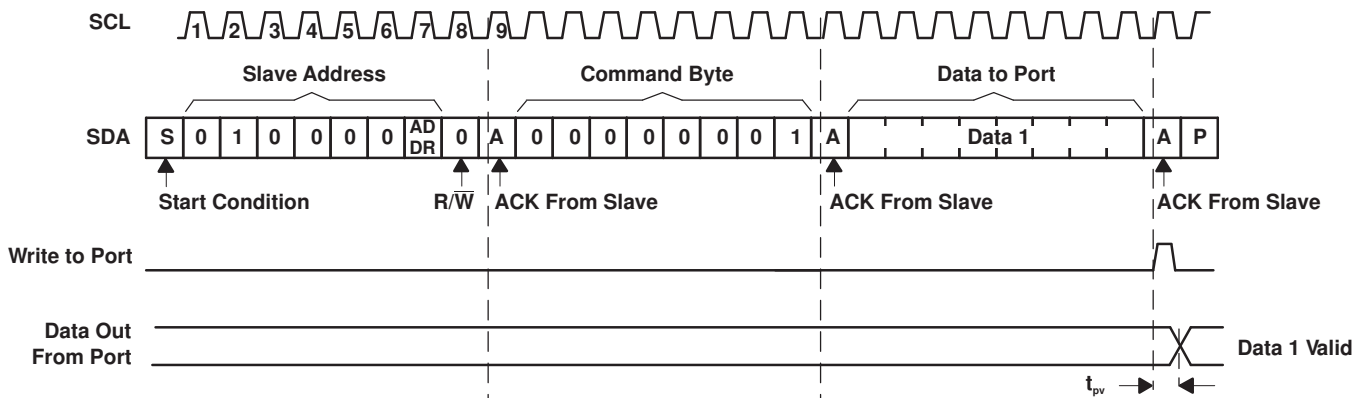 SCL 1 2 3 4 5 6 7 8 9
Slave Address Command Byte Data to Port
SDA S 0 1 0 0 0 0 AD DR 0 A 0 0 0 0 0 0 0 1 A Data 1 A P
Start Condition R/W̅ ACK From Slave ACK From Slave ACK From Slave
Write to Port
Data Out
From Port
Data 1 Valid
tpv